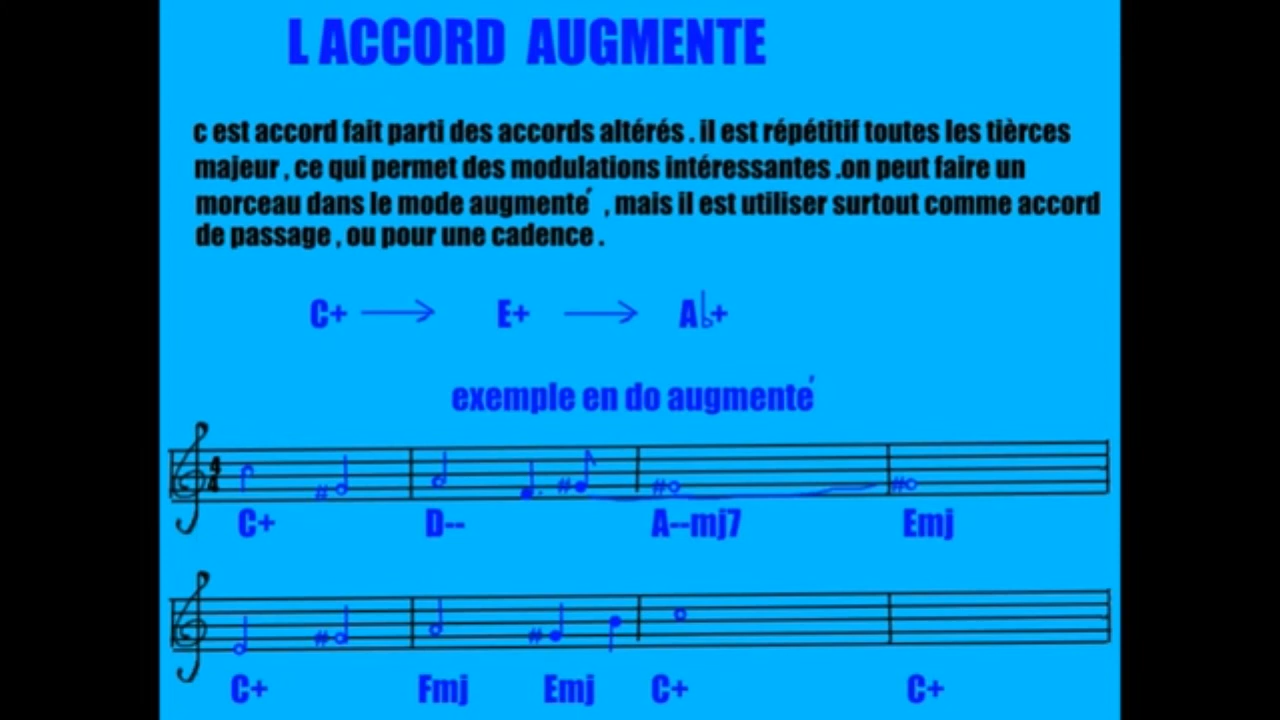 L ACCORD AUGMENTE
c est accord fait parti des accords altérés . il est répétitif toutes les tièrces
majeur , ce qui permet des modulations intéressantes .on peut faire un
morceau dans le mode augmenté , mais il est utiliser surtout comme accord
de passage , ou pour une cadence .
C+ → E+ → A♭+
exemple en do augmenté
4
4
C+ D-- A--mj7 Emj
C+ Fmj Emj C+ C+